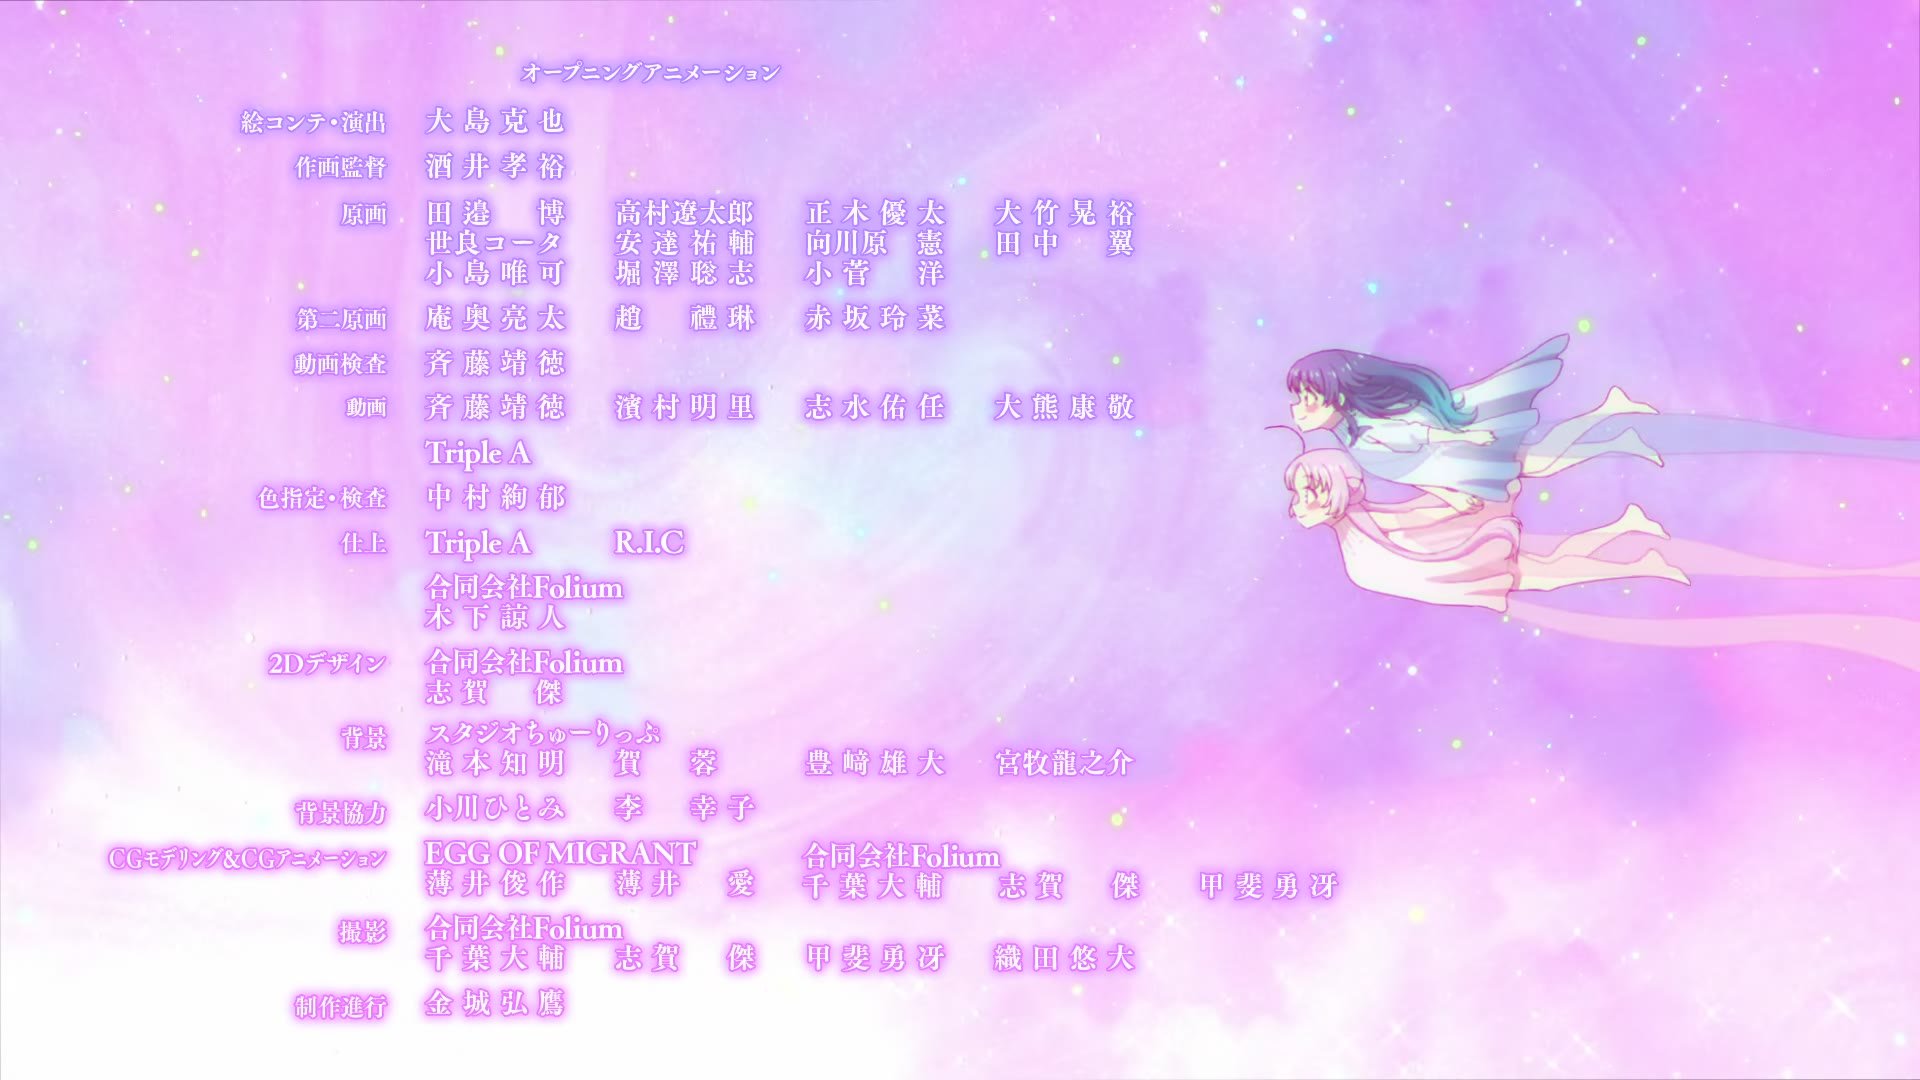 オープニングアニメーション
絵コンテ・演出 大島克也
作画監督 酒井孝裕
原画 田邉博 高村遼太郎 正木優太 大竹晃裕
世良コータ 安達祐輔 向川原憲 田中翼
小島唯可 堀澤聡志 小菅洋
第二原画 庵奥亮太 趙禮琳 赤坂玲菜
動画検査 斉藤靖徳
動画 斉藤靖徳 濱村明里 志水佑任 大熊康敬
Triple A
色指定・検査 中村絢郁
仕上 Triple A R.I.C
合同会社Folium
木下諒人
2Dデザイン 合同会社Folium
志賀傑
背景 スタジオちゅーりっぷ
滝本知明 賀蓉 豊﨑雄大 宮牧龍之介
背景協力 小川ひとみ 李幸子
CGモデリング&CGアニメーション EGG OF MIGRANT 合同会社Folium
薄井俊作 薄井愛 千葉大輔 志賀傑 甲斐勇冴
撮影 合同会社Folium
千葉大輔 志賀傑 甲斐勇冴 織田悠大
制作進行 金城弘鷹